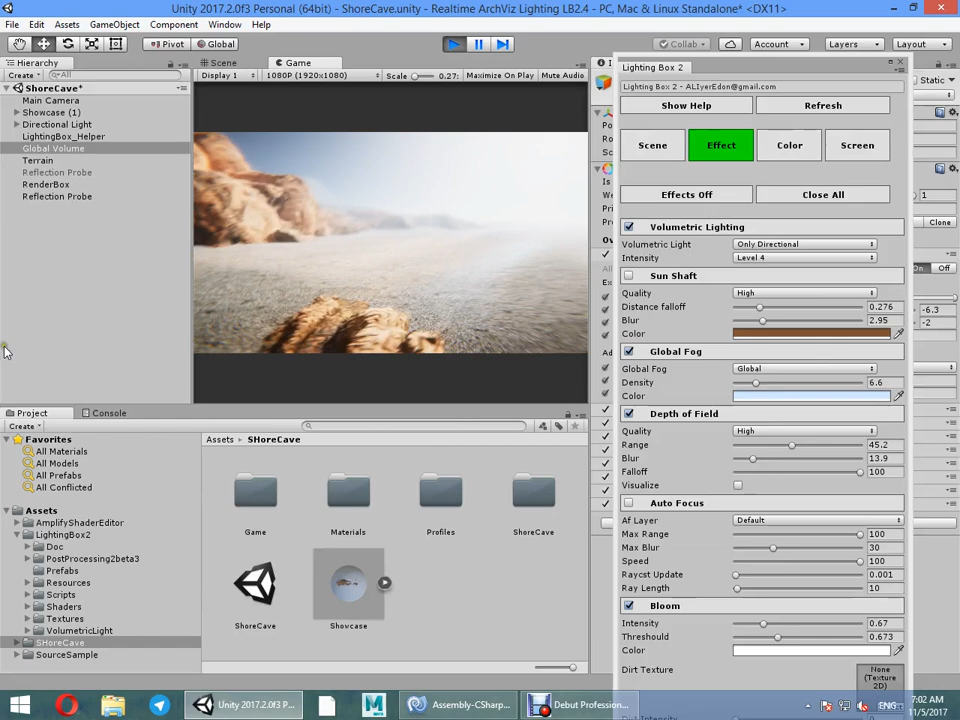 Unity 2017.2.0f3 Personal (64bit) - ShoreCave.unity - Realtime ArchViz Lighting LB2.4 - PC, Mac & Linux Standalone* <DX11>
File Edit Assets GameObject Component Window Help
Pivot Global Collab Account Layers Layout
Hierarchy Scene Game
Create All Display 1 1080P (1920x1080) Scale 0.27: Maximize On Play Mute Audio
ShoreCave*
Main Camera
Showcase (1)
Directional Light
LightingBox_Helper
Global Volume
Terrain
Reflection Probe
RenderBox
Reflection Probe
Lighting Box 2
Lighting Box 2 - ALIyerEdon@gmail.com
Show Help Refresh
Scene Effect Color Screen
Effects Off Close All
Volumetric Lighting
Volumetric Light Only Directional
Intensity Level 4
Sun Shaft
Quality High
Distance falloff 0.276
Blur 2.95
Color
Global Fog
Global Fog Global
Density 6.6
Color
Depth of Field
Quality High
Range 45.2
Blur 13.9
Falloff 100
Visualize
Auto Focus
Af Layer Default
Max Range 100
Max Blur 30
Speed 100
Raycst Update 0.001
Ray Length 10
Bloom
Intensity 0.67
Threshould 0.673
Color
Dirt Texture None (Texture 2D)
Static
1
Clone
On Off
-6.3
-2
Project Console
Create
Favorites
All Materials
All Models
All Prefabs
All Conflicted
Assets
AmplifyShaderEditor
LightingBox2
Doc
PostProcessing2beta3
Prefabs
Resources
Scripts
Shaders
Textures
VolumetricLight
SHoreCave
SourceSample
Assets SHoreCave
Game Materials Profiles ShoreCave
ShoreCave Showcase
Unity 2017.2.0f3 P... Assembly-CSharp... Debut Profession... ENG 7:02 AM
11/5/2017